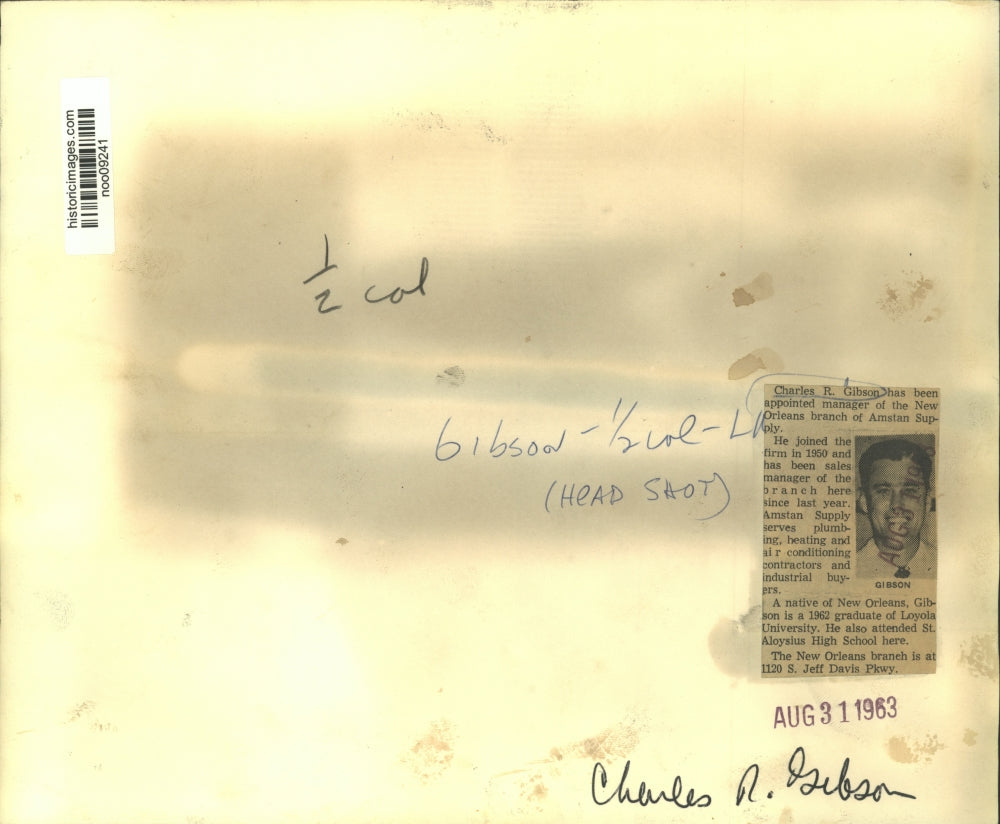 historicimages.com
noo09241
1/2 col
Gibson - 1/2 col -
(HEAD SHOT)
Charles R. Gibson has been
appointed manager of the New
Orleans branch of Amstan Sup-
ply.
He joined the
firm in 1950 and
has been sales
manager of the
branch here
since last year.
Amstan Supply
serves plumb-
ing, heating and
air conditioning
contractors and
industrial buy-
ers.
AUG 3
GIBSON
A native of New Orleans, Gib-
son is a 1962 graduate of Loyola
University. He also attended St.
Aloysius High School here.
The New Orleans branch is at
1120 S. Jeff Davis Pkwy.
AUG 31 1963
Charles R. Gibson